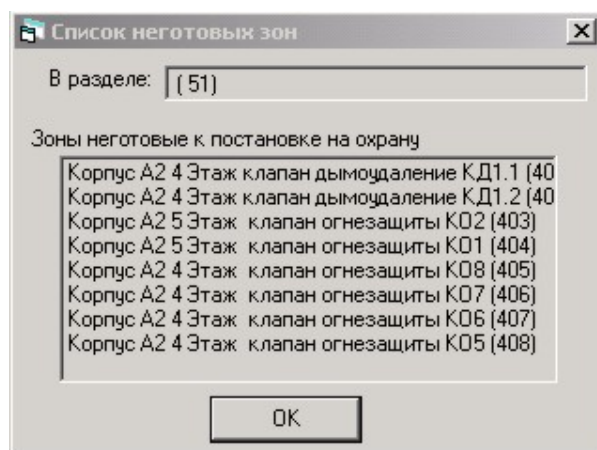 Список неготовых зон
В разделе: ( 51)
Зоны неготовые к постановке на охрану
Корпус А2 4 Этаж клапан дымоудаление КД1.1 (40
Корпус А2 4 Этаж клапан дымоудаление КД1.2 (40
Корпус А2 5 Этаж клапан огнезащиты КО2 (403)
Корпус А2 5 Этаж клапан огнезащиты КО1 (404)
Корпус А2 4 Этаж клапан огнезащиты КО8 (405)
Корпус А2 4 Этаж клапан огнезащиты КО7 (406)
Корпус А2 4 Этаж клапан огнезащиты КО6 (407)
Корпус А2 4 Этаж клапан огнезащиты КО5 (408)
OK